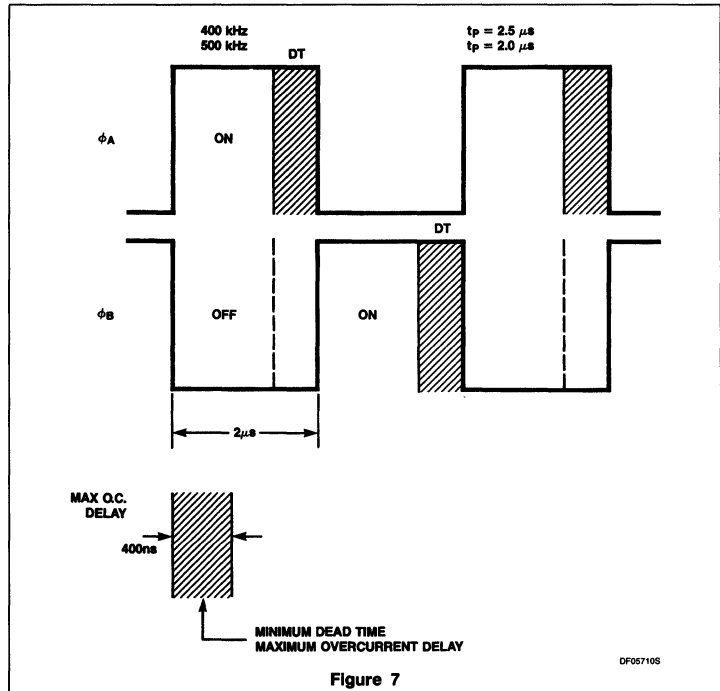 400 kHz
500 kHz
DT
tP = 2.5 μs
tP = 2.0 μs
ϕA
ON
DT
ϕB
OFF
ON
2μs
MAX O.C.
DELAY
400ns
MINIMUM DEAD TIME
MAXIMUM OVERCURRENT DELAY
DF05710S
Figure 7